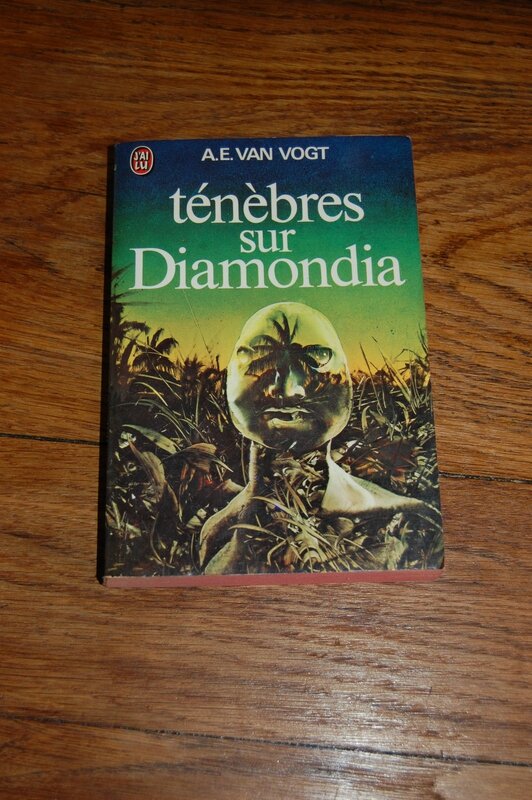 J'AI
LU
A.E. VAN VOGT
ténèbres
sur
Diamondia